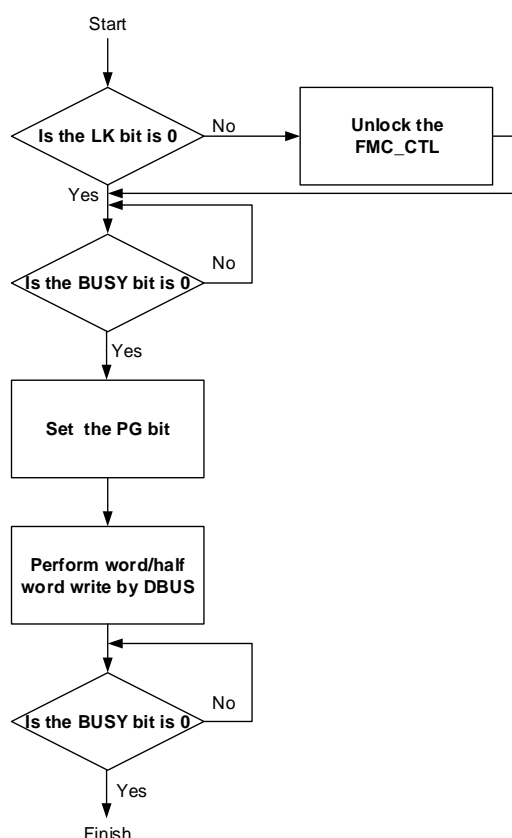 Start
Is the LK bit is 0
No
Unlock the
FMC_CTL
Yes
Is the BUSY bit is 0
No
Yes
Set the PG bit
Perform word/half
word write by DBUS
Is the BUSY bit is 0
No
Yes
Finish